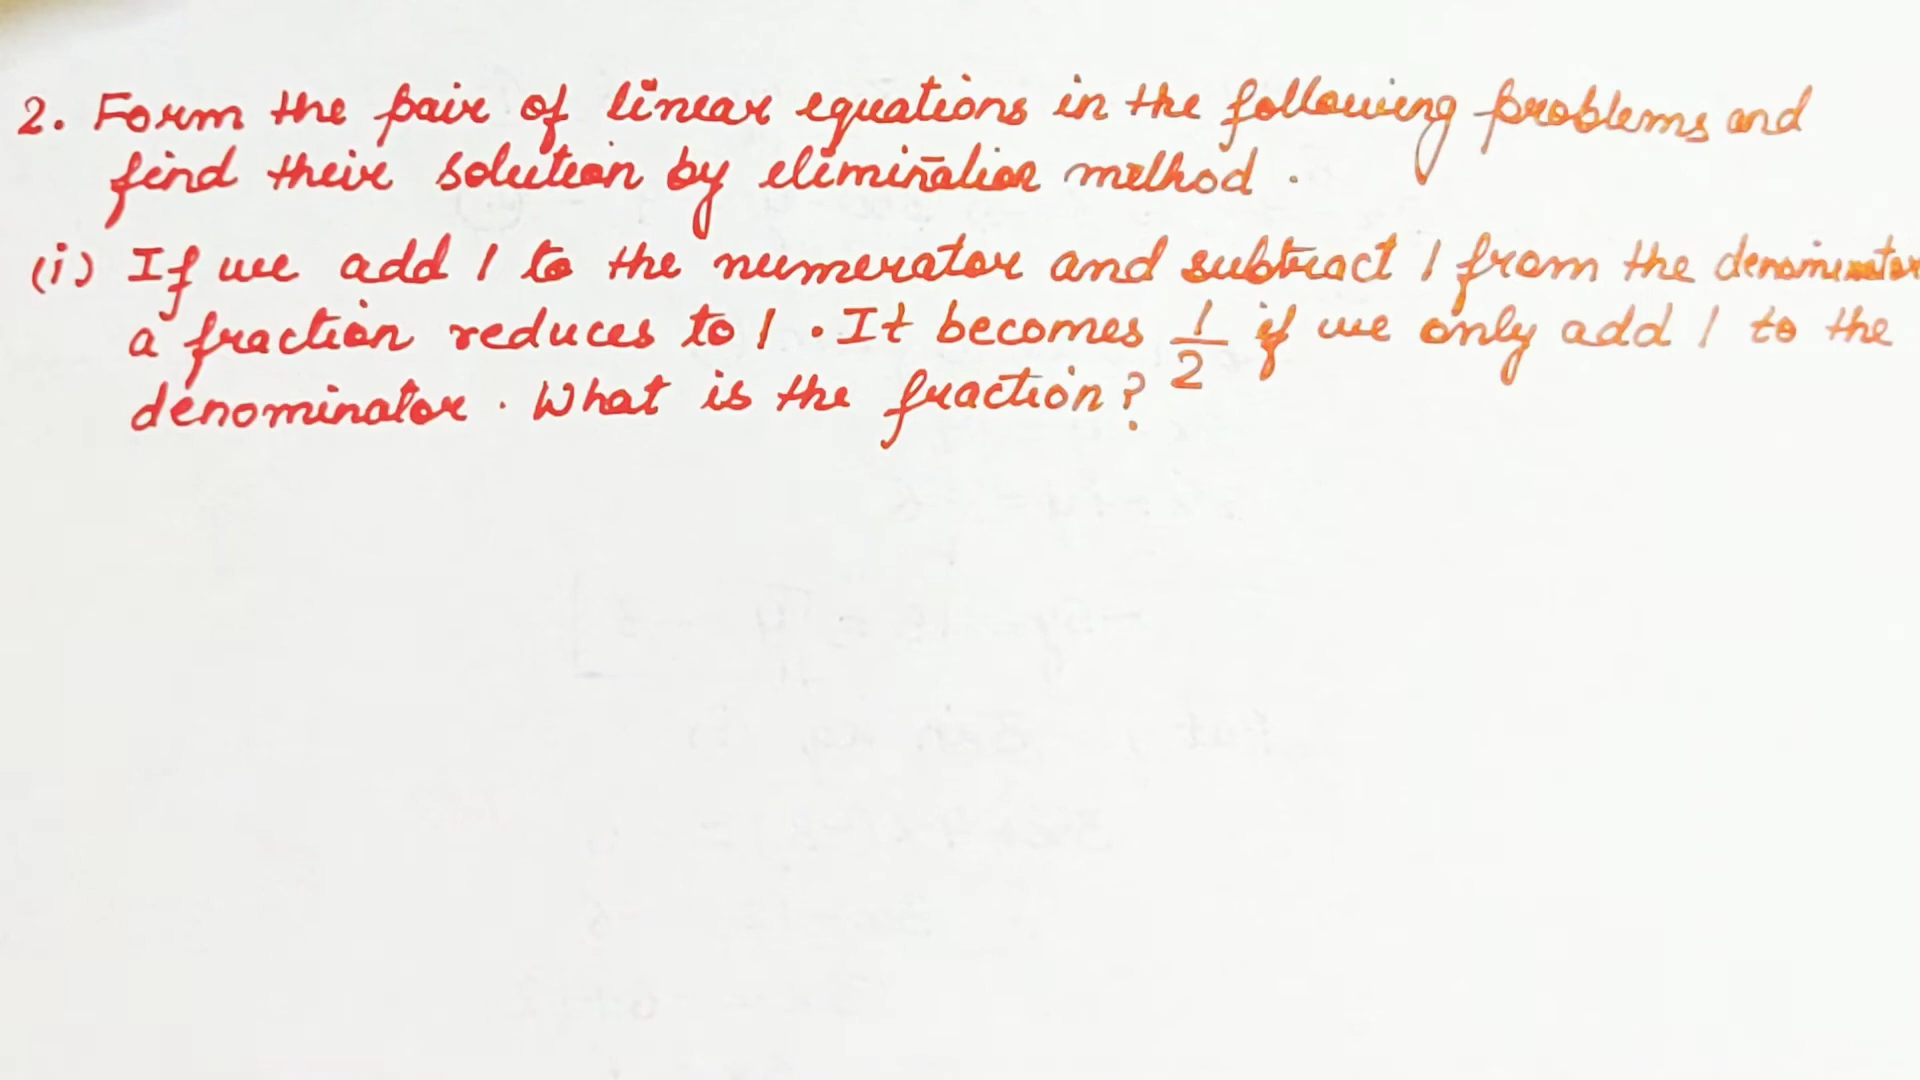 2. Form the pair of linear equations in the following problems and
find their solution by elimination method.
(i) If we add 1 to the numerator and subtract 1 from the denominator
a fraction reduces to 1. It becomes 1/2 if we only add 1 to the
denominator. What is the fraction?